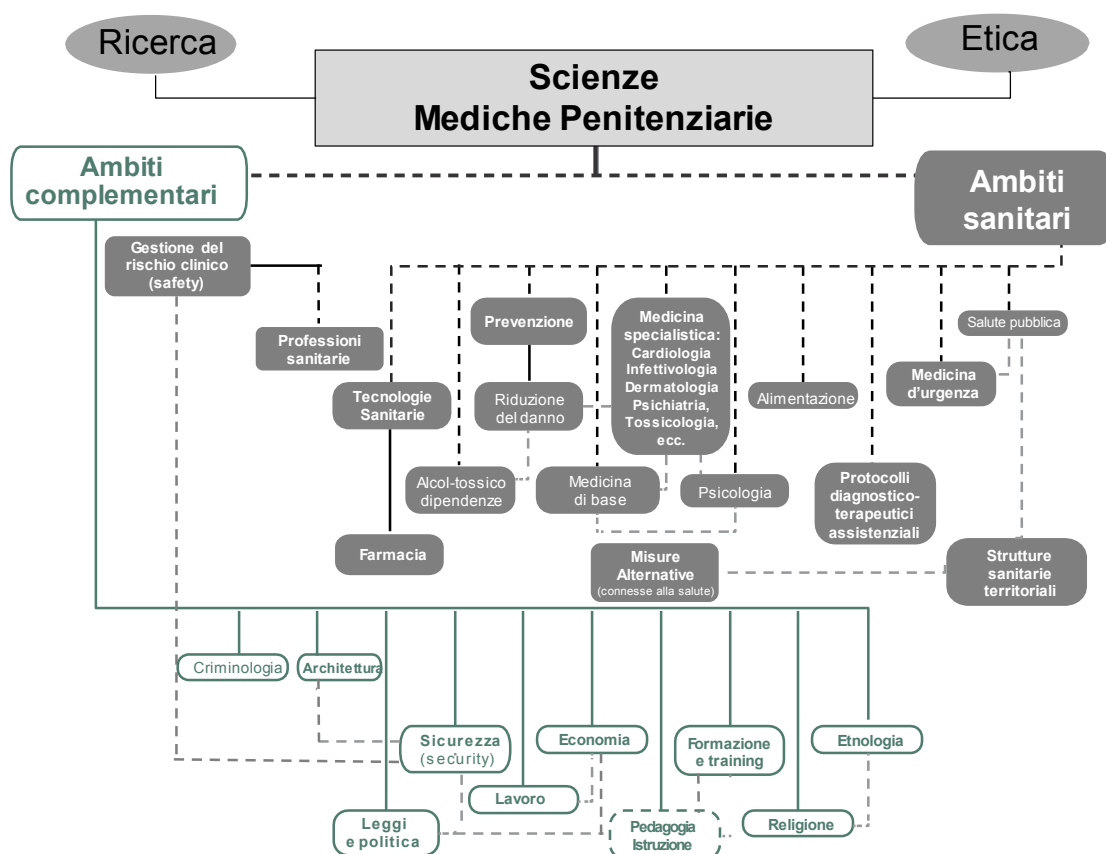 Ricerca
Etica
Scienze
Mediche Penitenziarie
Ambiti
complementari
Ambiti
sanitari
Gestione del
rischio clinico
(safety)
Professioni
sanitarie
Prevenzione
Medicina
specialistica:
Cardiologia
Infettivologia
Dermatologia
Psichiatria,
Tossicologia,
ecc.
Salute pubblica
Tecnologie
Sanitarie
Riduzione
del danno
Alimentazione
Medicina
d'urgenza
Alcol-tossico
dipendenze
Medicina
di base
Psicologia
Protocolli
diagnostico-
terapeutici
assistenziali
Farmacia
Misure
Alternative
(connesse alla salute)
Strutture
sanitarie
territoriali
Criminologia
Architettura
Sicurezza
(security)
Economia
Formazione
e training
Etnologia
Lavoro
Leggi
e politica
Pedagogia
Istruzione
Religione